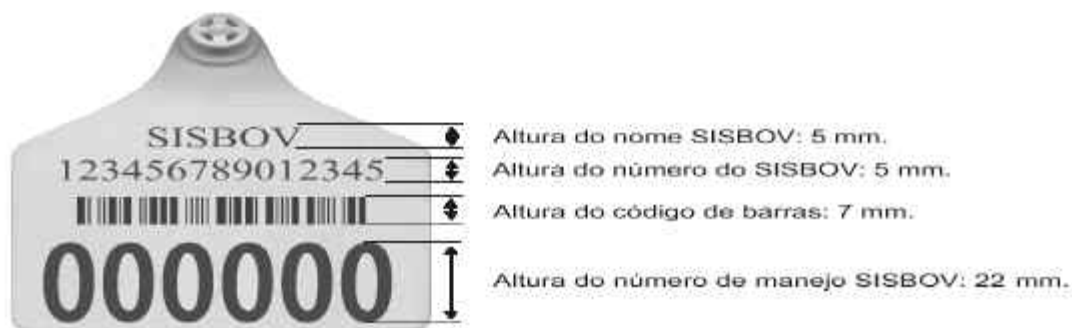 SISBOV
Altura do nome SISBOV: 5 mm.
123456789012345
Altura do número do SISBOV: 5 mm.
Altura do código de barras: 7 mm.
000000
Altura do número de manejo SISBOV: 22 mm.